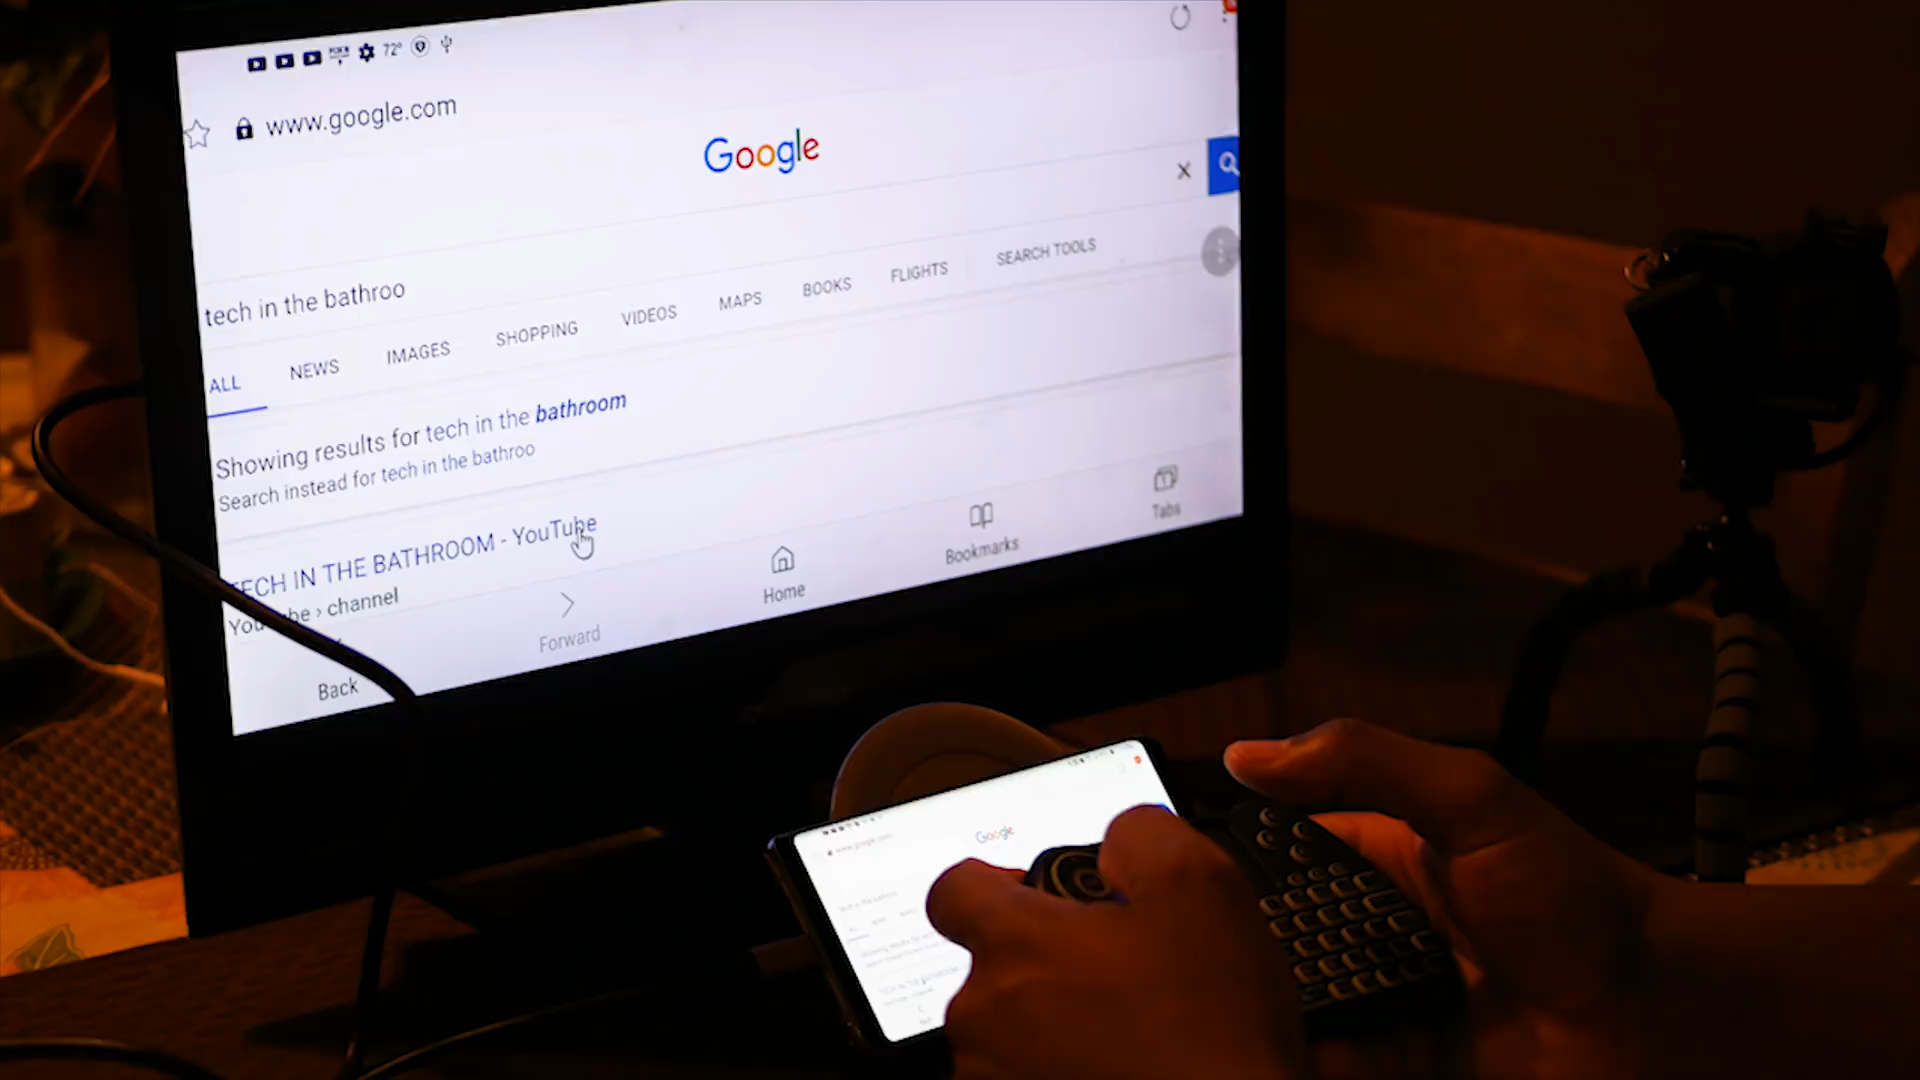 72°
www.google.com
Google
tech in the bathroo
ALL NEWS IMAGES SHOPPING VIDEOS MAPS BOOKS FLIGHTS SEARCH TOOLS
Showing results for tech in the bathroom
Search instead for tech in the bathroo
TECH IN THE BATHROOM - YouTube
YouTube › channel
Back Forward Home Bookmarks Tabs
Google